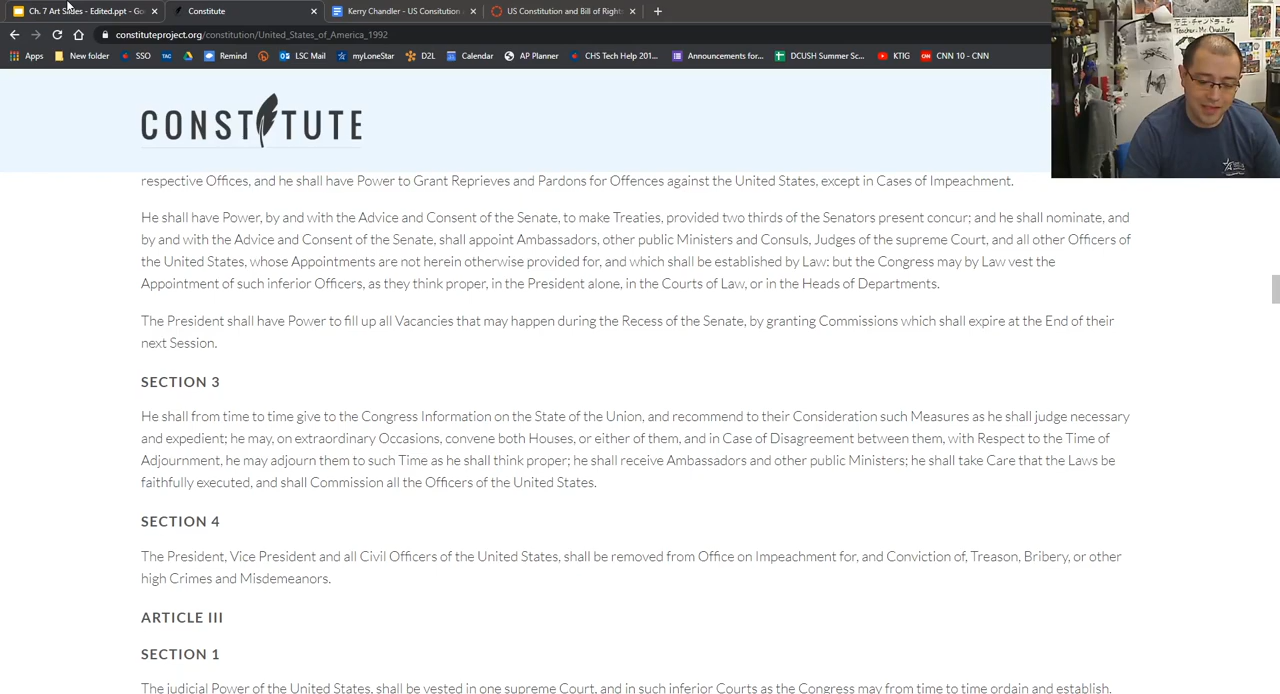 Ch. 7 Art Slides - Edited.ppt - Go
Constitute
Kerry Chandler - US Consitution
US Consitution and Bill of Rights
constituteproject.org/constitution/United_States_of_America_1992
Apps
New folder
SSO
TAC
Remind
LSC Mail
myLoneStar
D2L
Calendar
AP Planner
CHS Tech Help 201...
Announcements for...
DCUSH Summer Sc...
KTIG
CNN 10 - CNN
Teacher: Mr. Chandler
CONSTITUTE
respective Offices, and he shall have Power to Grant Reprieves and Pardons for Offences against the United States, except in Cases of Impeachment.
He shall have Power, by and with the Advice and Consent of the Senate, to make Treaties, provided two thirds of the Senators present concur; and he shall nominate, and
by and with the Advice and Consent of the Senate, shall appoint Ambassadors, other public Ministers and Consuls, Judges of the supreme Court, and all other Officers of
the United States, whose Appointments are not herein otherwise provided for, and which shall be established by Law: but the Congress may by Law vest the
Appointment of such inferior Officers, as they think proper, in the President alone, in the Courts of Law, or in the Heads of Departments.
The President shall have Power to fill up all Vacancies that may happen during the Recess of the Senate, by granting Commissions which shall expire at the End of their
next Session.
SECTION 3
He shall from time to time give to the Congress Information on the State of the Union, and recommend to their Consideration such Measures as he shall judge necessary
and expedient; he may, on extraordinary Occasions, convene both Houses, or either of them, and in Case of Disagreement between them, with Respect to the Time of
Adjournment, he may adjourn them to such Time as he shall think proper; he shall receive Ambassadors and other public Ministers; he shall take Care that the Laws be
faithfully executed, and shall Commission all the Officers of the United States.
SECTION 4
The President, Vice President and all Civil Officers of the United States, shall be removed from Office on Impeachment for, and Conviction of, Treason, Bribery, or other
high Crimes and Misdemeanors.
ARTICLE III
SECTION 1
The judicial Power of the United States, shall be vested in one supreme Court, and in such inferior Courts as the Congress may from time to time ordain and establish.